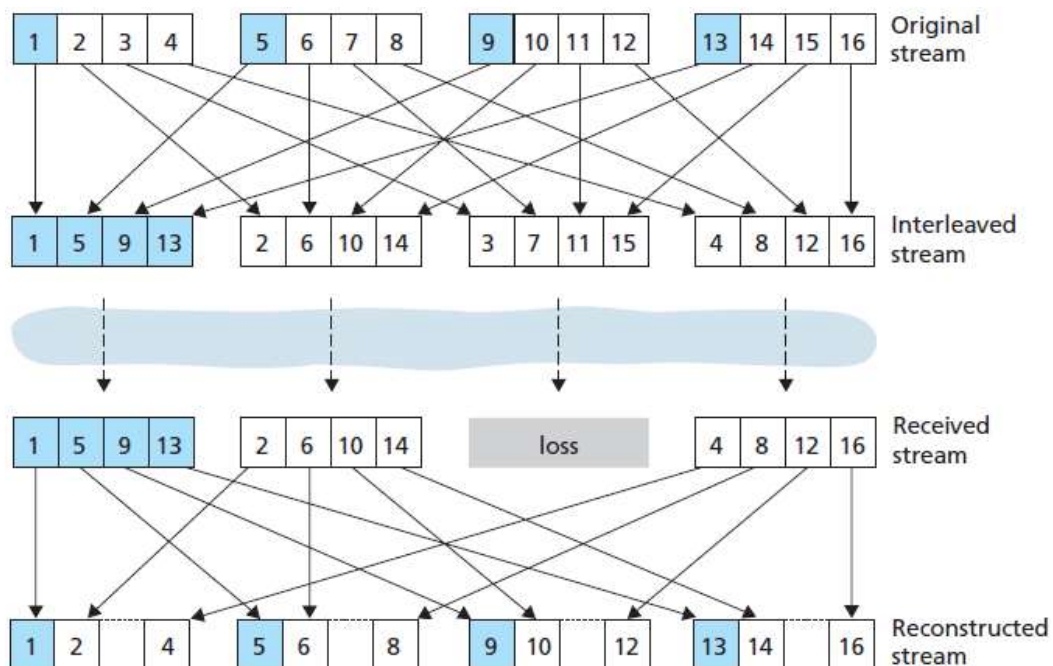 1 2 3 4 5 6 7 8 9 10 11 12 13 14 15 16 Original
stream
1 5 9 13 2 6 10 14 3 7 11 15 4 8 12 16 Interleaved
stream
1 5 9 13 2 6 10 14 loss 4 8 12 16 Received
stream
1 2 4 5 6 8 9 10 12 13 14 16 Reconstructed
stream